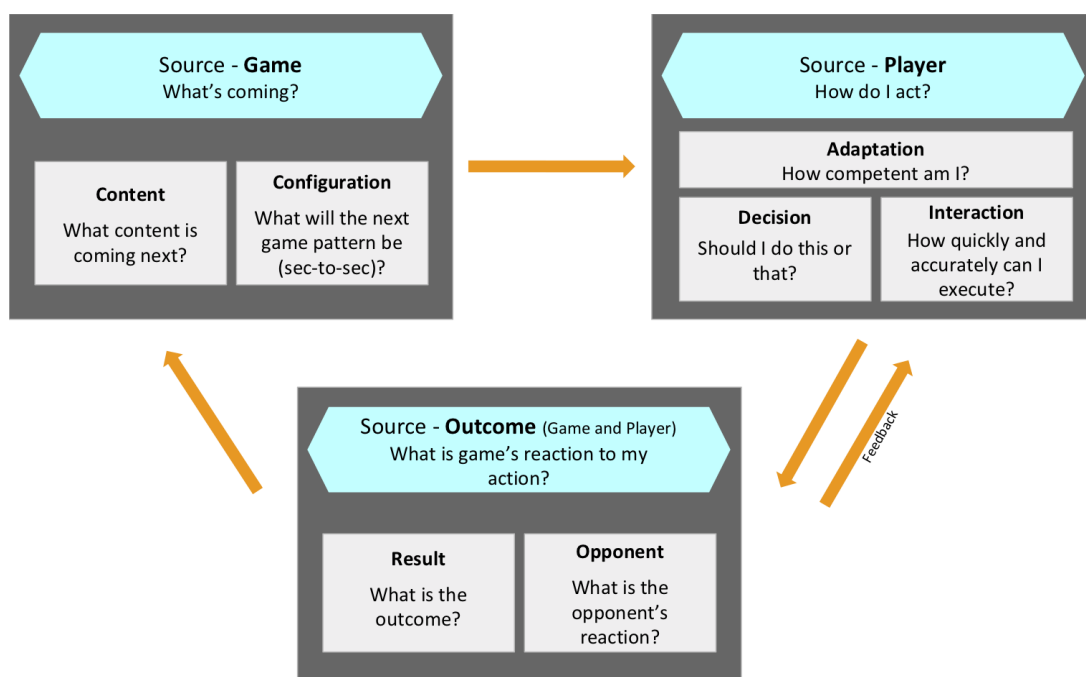 Source - Game
What's coming?
Content
What content is
coming next?
Configuration
What will the next
game pattern be
(sec-to-sec)?
Source - Player
How do I act?
Adaptation
How competent am I?
Decision
Should I do this or
that?
Interaction
How quickly and
accurately can I
execute?
Feedback
Source - Outcome (Game and Player)
What is game's reaction to my
action?
Result
What is the
outcome?
Opponent
What is the
opponent's
reaction?